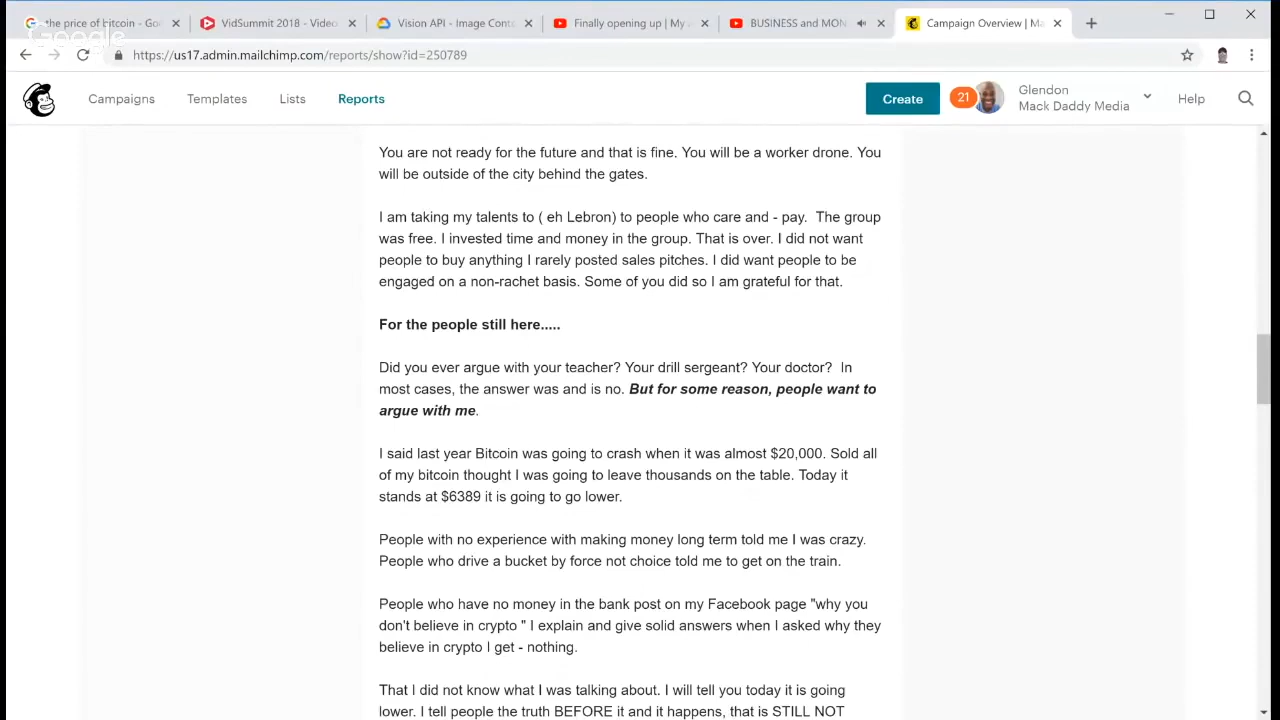 the price of bitcoin - Goo
VidSummit 2018 - Video
Vision API - Image Conte
Finally opening up | My a
BUSINESS and MON
Campaign Overview | Ma
Google
https://us17.admin.mailchimp.com/reports/show?id=250789
Campaigns
Templates
Lists
Reports
Create
21
Glendon
Mack Daddy Media
Help
You are not ready for the future and that is fine. You will be a worker drone. You
will be outside of the city behind the gates.
I am taking my talents to ( eh Lebron) to people who care and - pay. The group
was free. I invested time and money in the group. That is over. I did not want
people to buy anything I rarely posted sales pitches. I did want people to be
engaged on a non-rachet basis. Some of you did so I am grateful for that.
For the people still here.....
Did you ever argue with your teacher? Your drill sergeant? Your doctor? In
most cases, the answer was and is no. But for some reason, people want to
argue with me.
I said last year Bitcoin was going to crash when it was almost $20,000. Sold all
of my bitcoin thought I was going to leave thousands on the table. Today it
stands at $6389 it is going to go lower.
People with no experience with making money long term told me I was crazy.
People who drive a bucket by force not choice told me to get on the train.
People who have no money in the bank post on my Facebook page "why you
don't believe in crypto " I explain and give solid answers when I asked why they
believe in crypto I get - nothing.
That I did not know what I was talking about. I will tell you today it is going
lower. I tell people the truth BEFORE it and it happens, that is STILL NOT